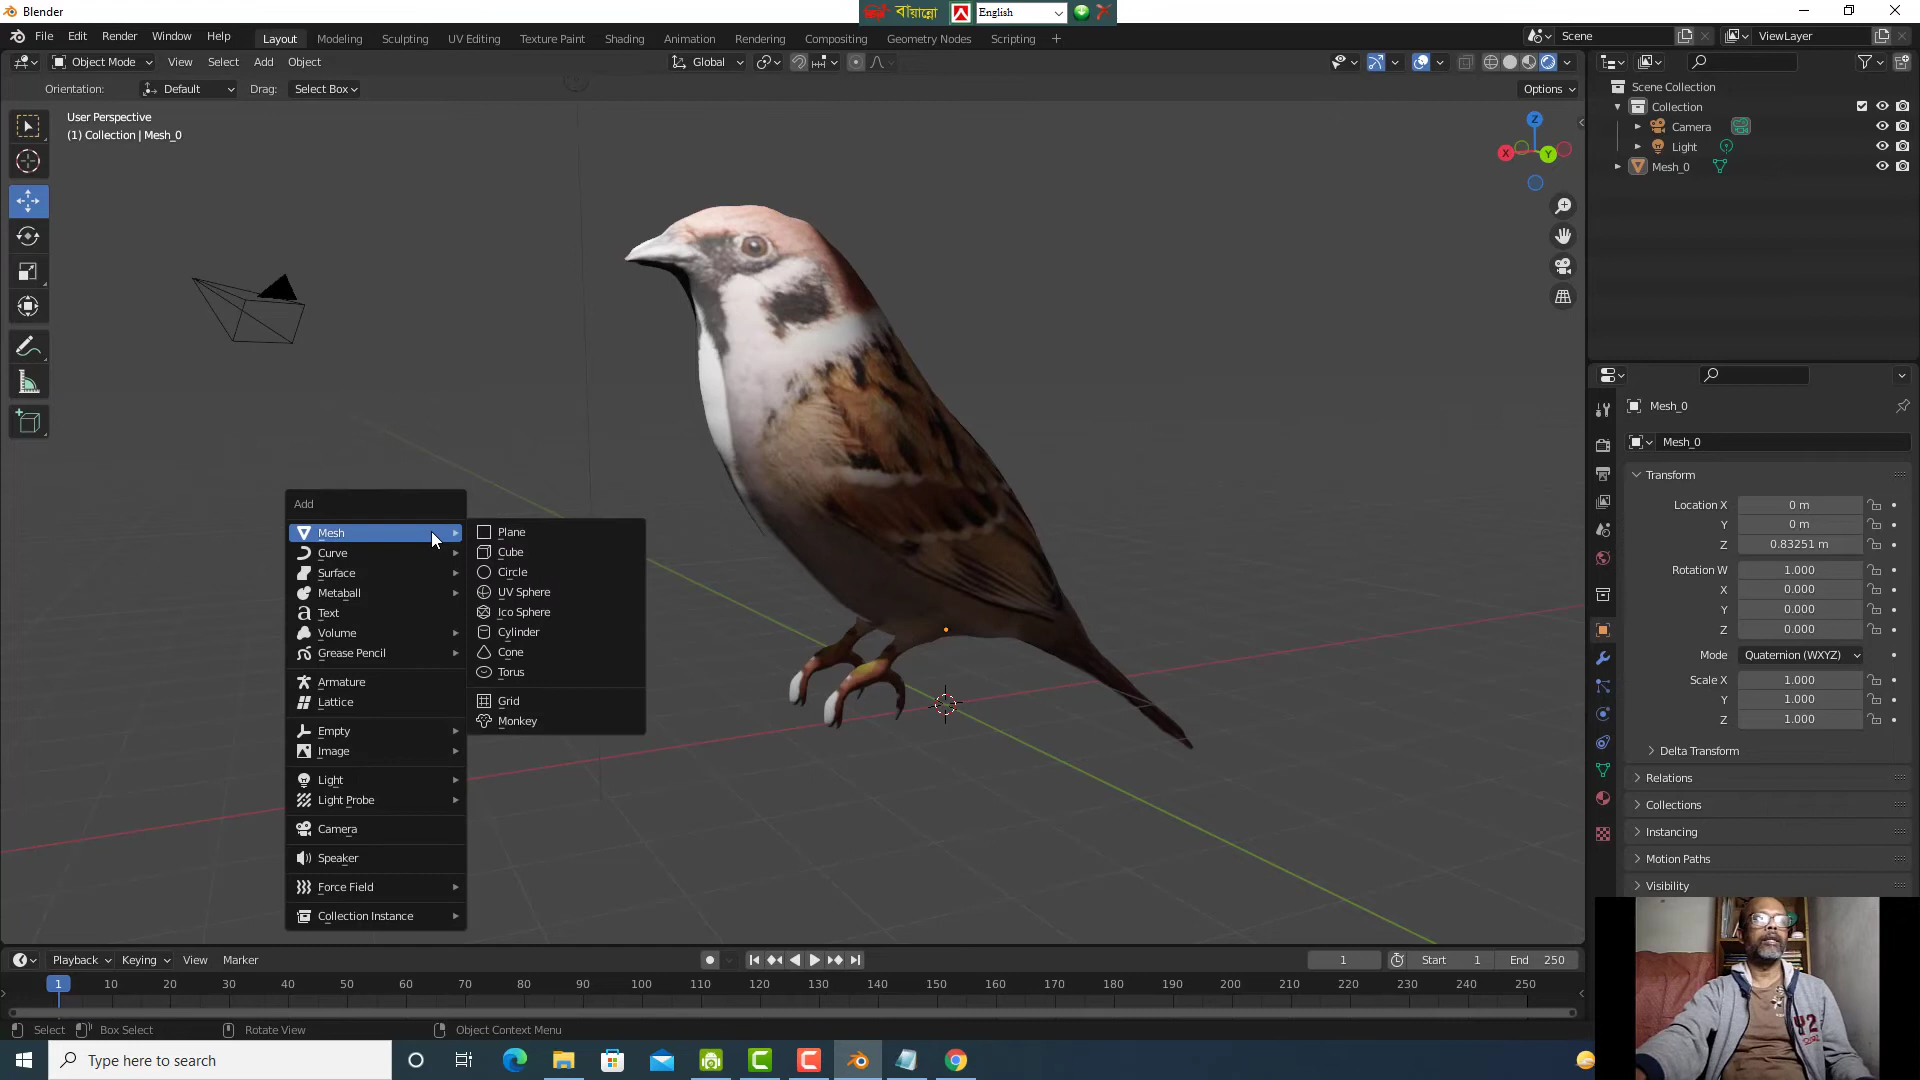 Blender
বাঁয়ান্নো English
File Edit Render Window Help Layout Modeling Sculpting UV Editing Texture Paint Shading Animation Rendering Compositing Geometry Nodes Scripting + Scene ViewLayer
Object Mode View Select Add Object Global
Orientation: Default Drag: Select Box Options
User Perspective
(1) Collection | Mesh_0
Z
X Y
Scene Collection
Collection
Camera
Light
Mesh_0
Mesh_0
Mesh_0
Transform
Location X 0 m
Y 0 m
Z 0.83251 m
Rotation W 1.000
X 0.000
Y 0.000
Z 0.000
Mode Quaternion (WXYZ)
Scale X 1.000
Y 1.000
Z 1.000
Delta Transform
Relations
Collections
Instancing
Motion Paths
Visibility
Add
Mesh
Curve
Surface
Metaball
Text
Volume
Grease Pencil
Armature
Lattice
Empty
Image
Light
Light Probe
Camera
Speaker
Force Field
Collection Instance
Plane
Cube
Circle
UV Sphere
Ico Sphere
Cylinder
Cone
Torus
Grid
Monkey
Playback Keying View Marker 1 Start 1 End 250
1 10 20 30 40 50 60 70 80 90 100 110 120 130 140 150 160 170 180 190 200 210 220 230 240 250
Select Box Select Rotate View Object Context Menu
Type here to search
Y2